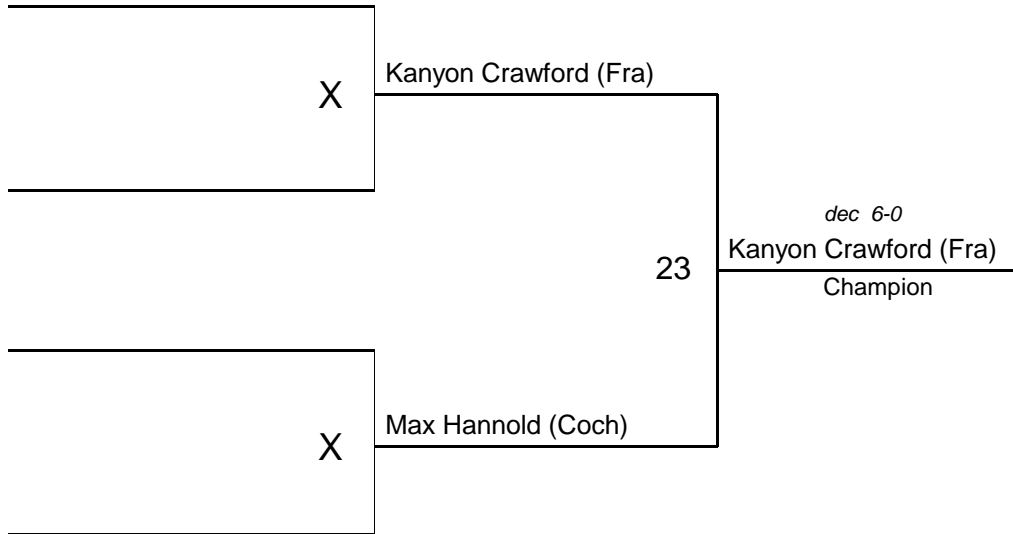 X
Kanyon Crawford (Fra)
23
dec 6-0
Kanyon Crawford (Fra)
Champion
X
Max Hannold (Coch)